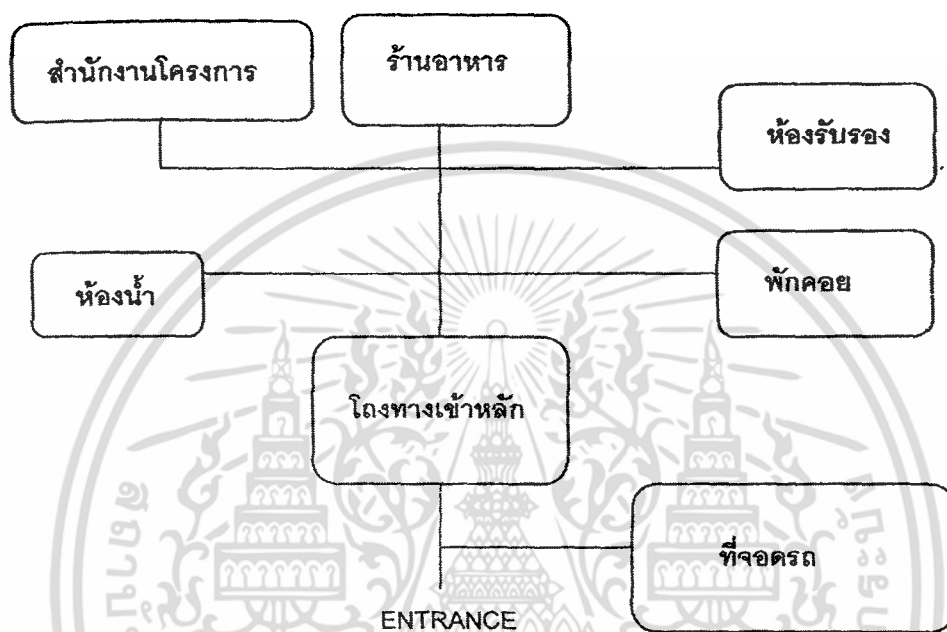 สำนักงานโครงการ
ร้านอาหาร
ห้องรับรอง
ห้องน้ำ
พักคอย
โถงทางเข้าหลัก
ที่จอดรถ
ENTRANCE